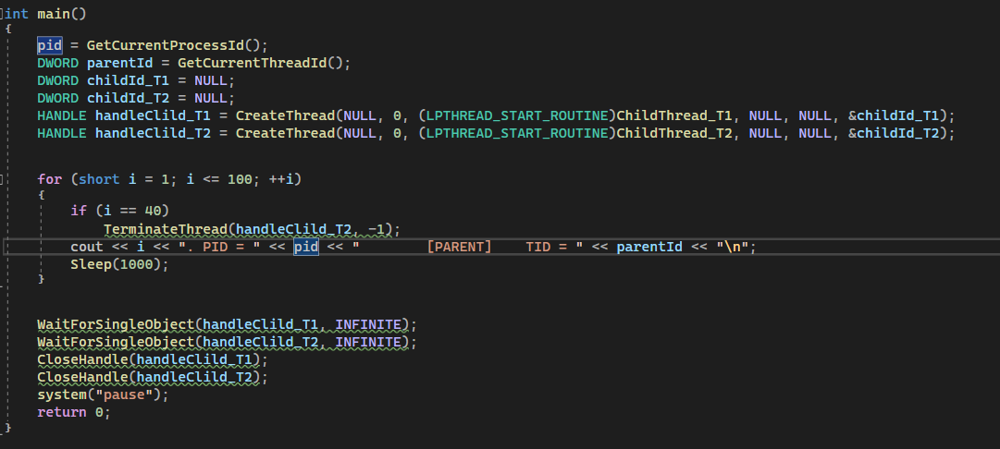 int main()
{
    pid = GetCurrentProcessId();
    DWORD parentId = GetCurrentThreadId();
    DWORD childId_T1 = NULL;
    DWORD childId_T2 = NULL;
    HANDLE handleClild_T1 = CreateThread(NULL, 0, (LPTHREAD_START_ROUTINE)ChildThread_T1, NULL, NULL, &childId_T1);
    HANDLE handleClild_T2 = CreateThread(NULL, 0, (LPTHREAD_START_ROUTINE)ChildThread_T2, NULL, NULL, &childId_T2);
    for (short i = 1; i <= 100; ++i)
    {
        if (i == 40)
            TerminateThread(handleClild_T2, -1);
        cout << i << ". PID = " << pid << "        [PARENT]    TID = " << parentId << "\n";
        Sleep(1000);
    }
    WaitForSingleObject(handleClild_T1, INFINITE);
    WaitForSingleObject(handleClild_T2, INFINITE);
    CloseHandle(handleClild_T1);
    CloseHandle(handleClild_T2);
    system("pause");
    return 0;
}